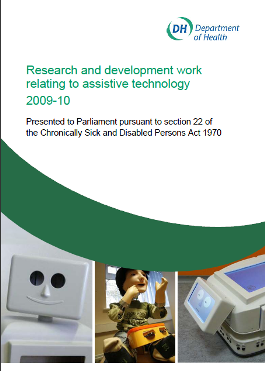 DH Department
of Health
Research and development work
relating to assistive technology
2009-10
Presented to Parliament pursuant to section 22 of
the Chronically Sick and Disabled Persons Act 1970